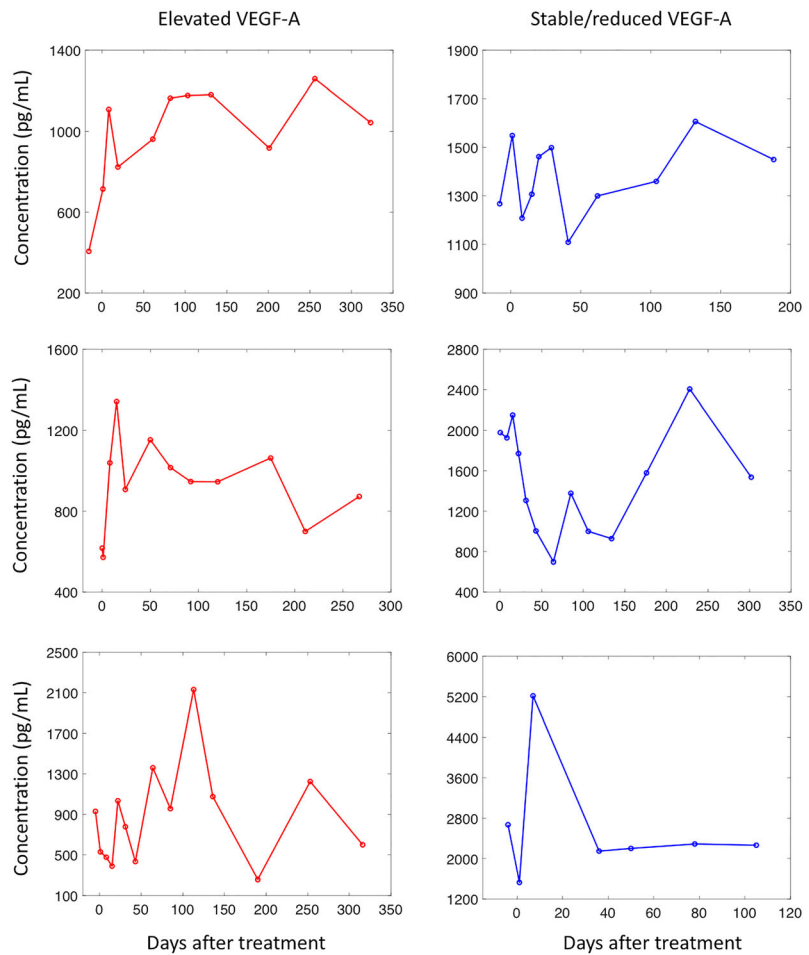 Elevated VEGF-A
Stable/reduced VEGF-A
Concentration (pg/mL)
1400
1000
600
200
0 50 100 150 200 250 300 350
1900
1700
1500
1300
1100
900
0 50 100 150 200
Concentration (pg/mL)
1600
1200
800
400
0 50 100 150 200 250 300
2800
2400
2000
1600
1200
800
400
0 50 100 150 200 250 300 350
Concentration (pg/mL)
2500
2100
1700
1300
900
500
100
0 50 100 150 200 250 300 350
Days after treatment
6000
5200
4400
3600
2800
2000
1200
0 20 40 60 80 100 120
Days after treatment